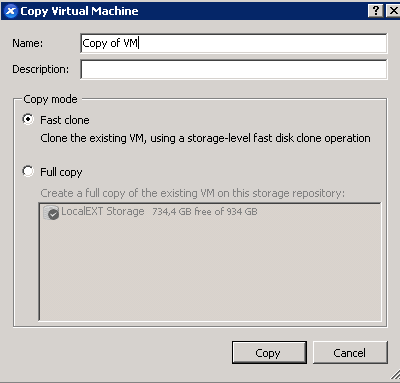 Copy Virtual Machine
Name: Copy of VM
Description:
Copy mode
Fast clone
Clone the existing VM, using a storage-level fast disk clone operation
Full copy
Create a full copy of the existing VM on this storage repository:
LocalEXT Storage 734,4 GB free of 934 GB
Copy Cancel